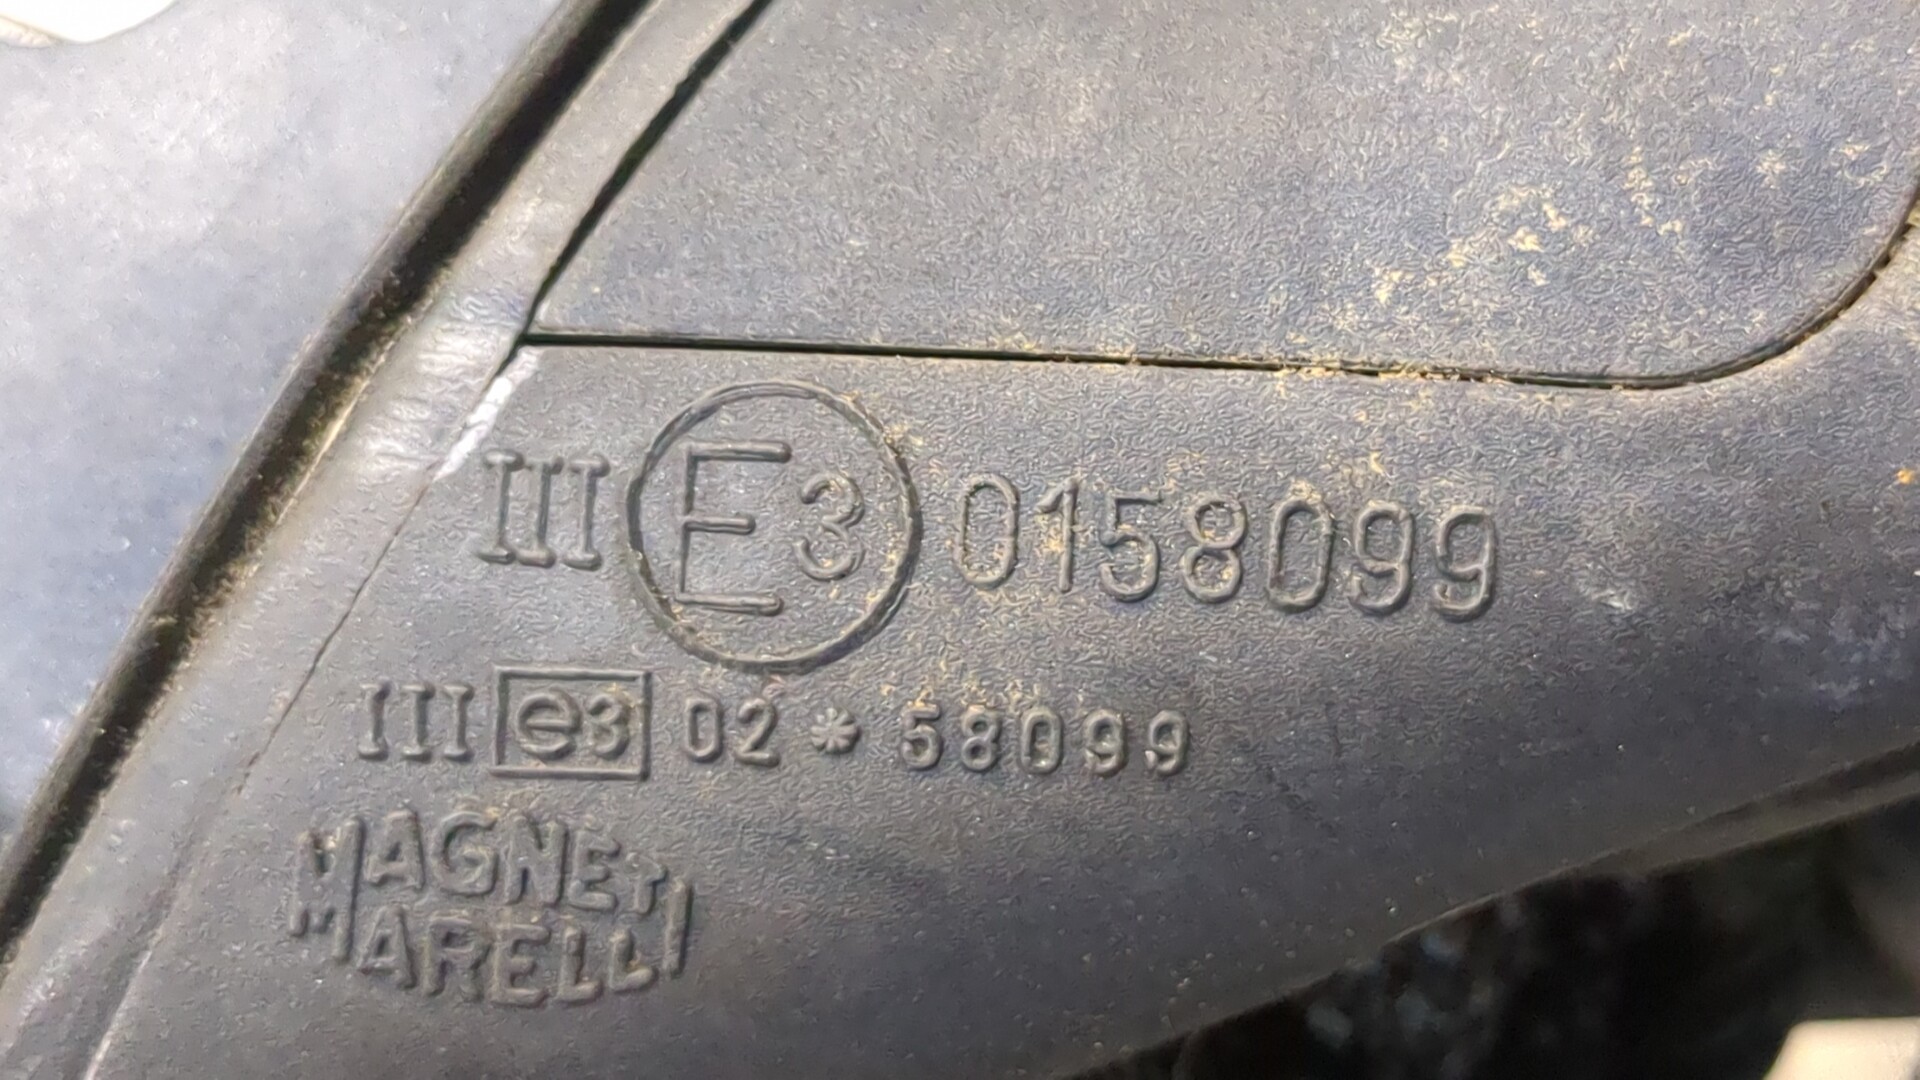 III E3 0158099
III e3 02 * 58099
MAGNETI
MARELLI